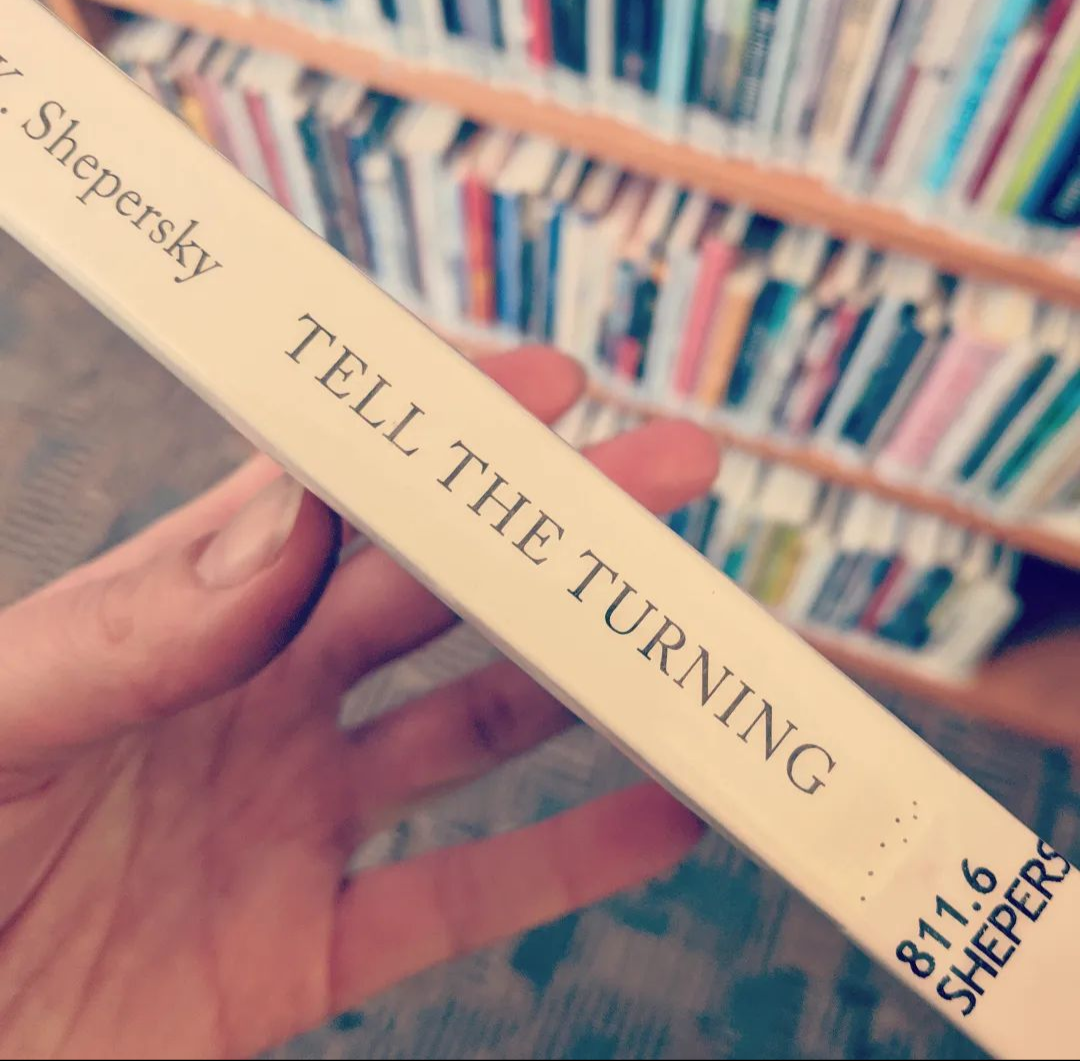 Y. Shepersky TELL THE TURNING
811.6
SHEPERS